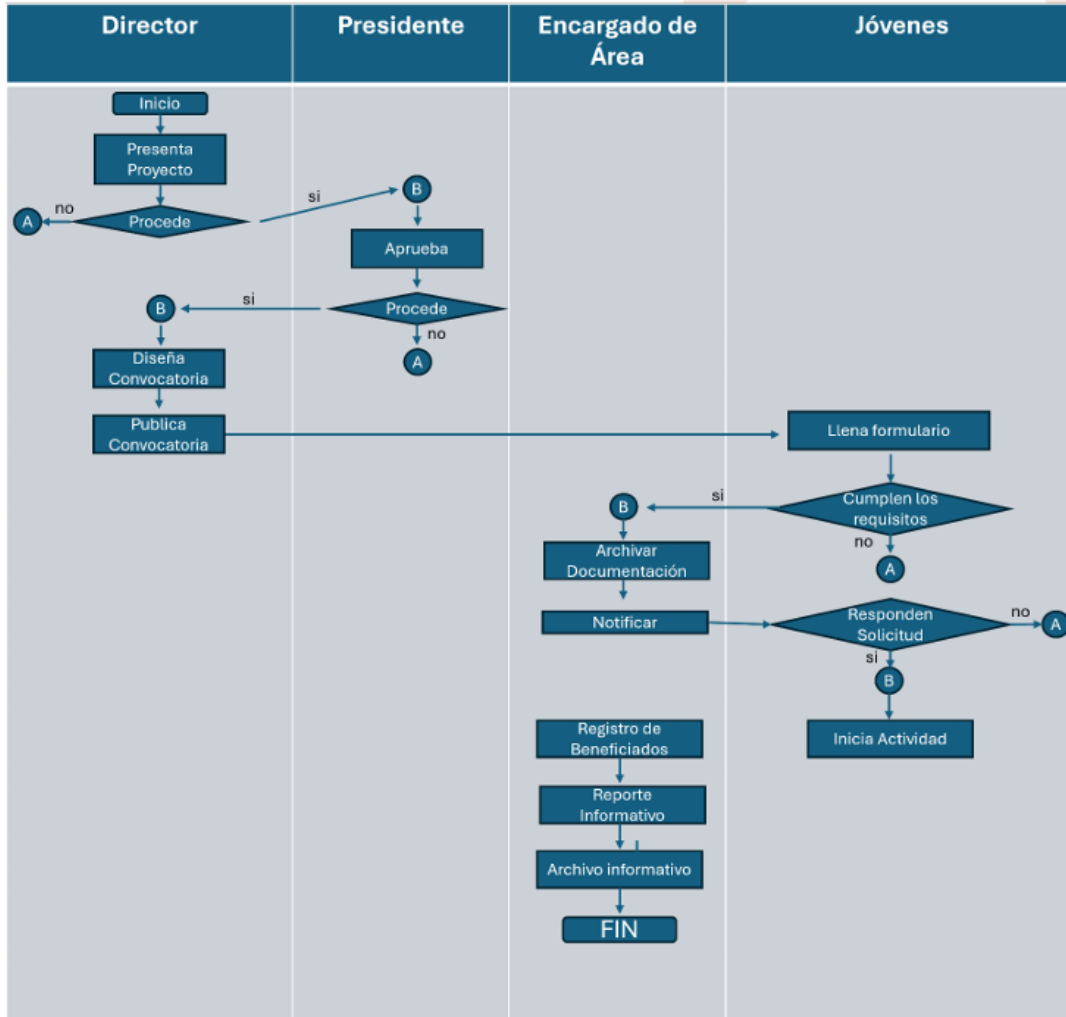 Director
Presidente
Encargado de
Área
Jóvenes
Inicio
Presenta
Proyecto
si
B
no
A
Procede
Aprueba
B
si
Procede
no
A
Diseña
Convocatoria
Publica
Convocatoria
Llena formulario
si
B
Cumplen los
requisitos
no
A
Archivar
Documentación
Notificar
Responden
Solicitud
no
A
si
B
Registro de
Beneficiados
Inicia Actividad
Reporte
Informativo
Archivo informativo
FIN